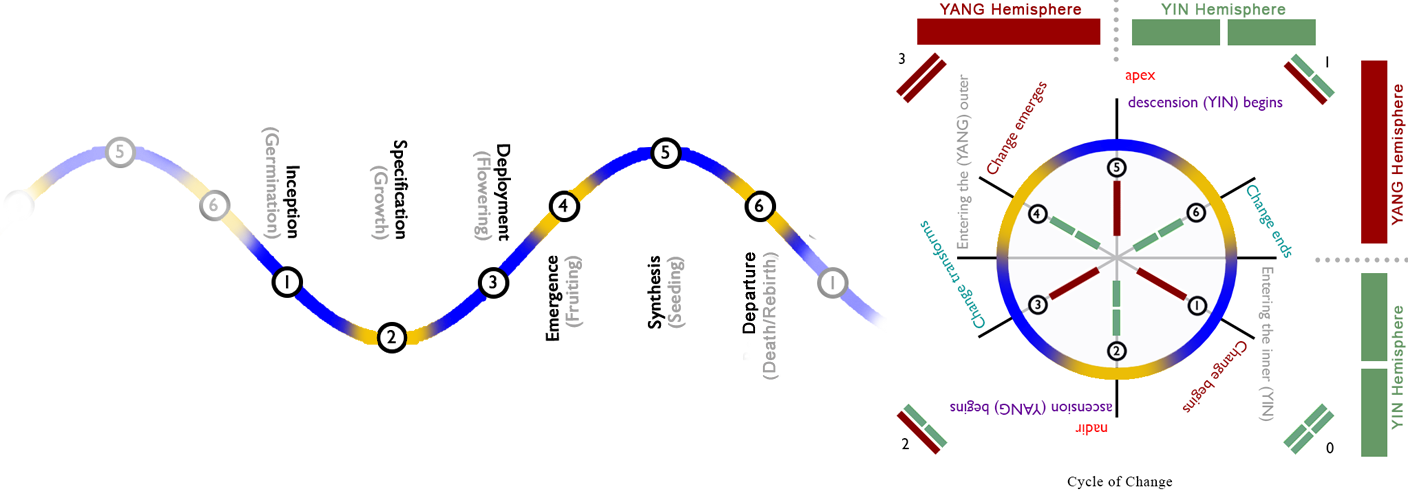 5
6
Inception
(Germination)
1
Specification
(Growth)
2
Deployment
(Flowering)
3
4
Emergence
(Fruiting)
5
Synthesis
(Seeding)
6
Departure
(Death/Rebirth)
1
YANG Hemisphere
YIN Hemisphere
3
1
apex
descension (YIN) begins
Entering the (YANG) outer
Change emerges
YANG Hemisphere
5
4
6
Change ends
Change transforms
3
1
2
Change begins
Entering the inner (YIN)
YIN Hemisphere
ascension (YANG) begins
nadir
2
0
Cycle of Change